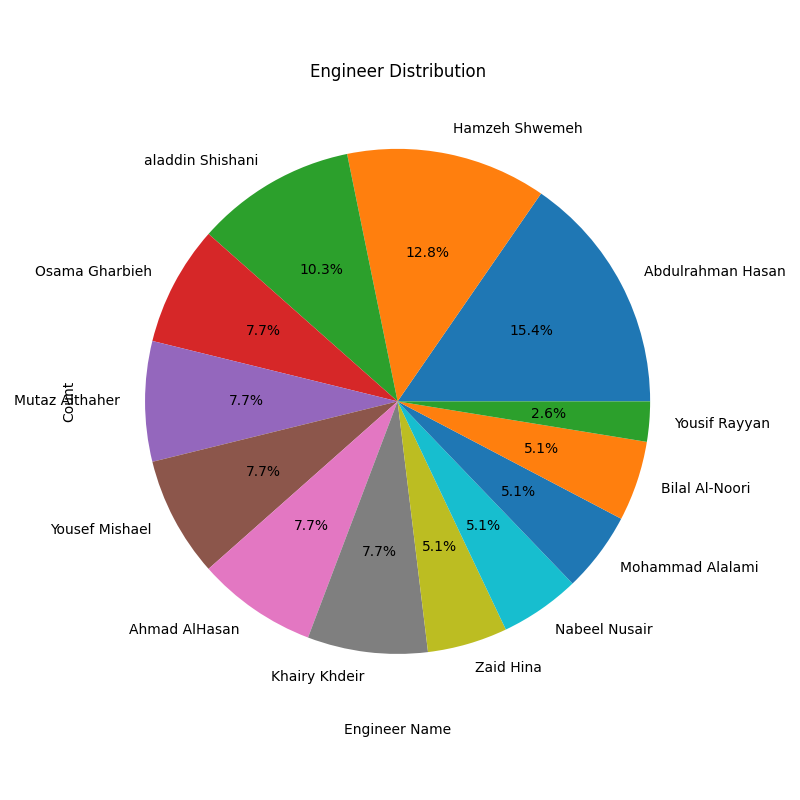 Engineer Distribution
Hamzeh Shwemeh
aladdin Shishani
Osama Gharbieh
Abdulrahman Hasan
12.8%
10.3%
15.4%
7.7%
Count
Mutaz Althaher
7.7%
2.6%
Yousif Rayyan
5.1%
Bilal Al-Noori
7.7%
5.1%
Yousef Mishael
7.7%
5.1%
7.7%
5.1%
Mohammad Alalami
Ahmad AlHasan
Nabeel Nusair
Khairy Khdeir
Zaid Hina
Engineer Name